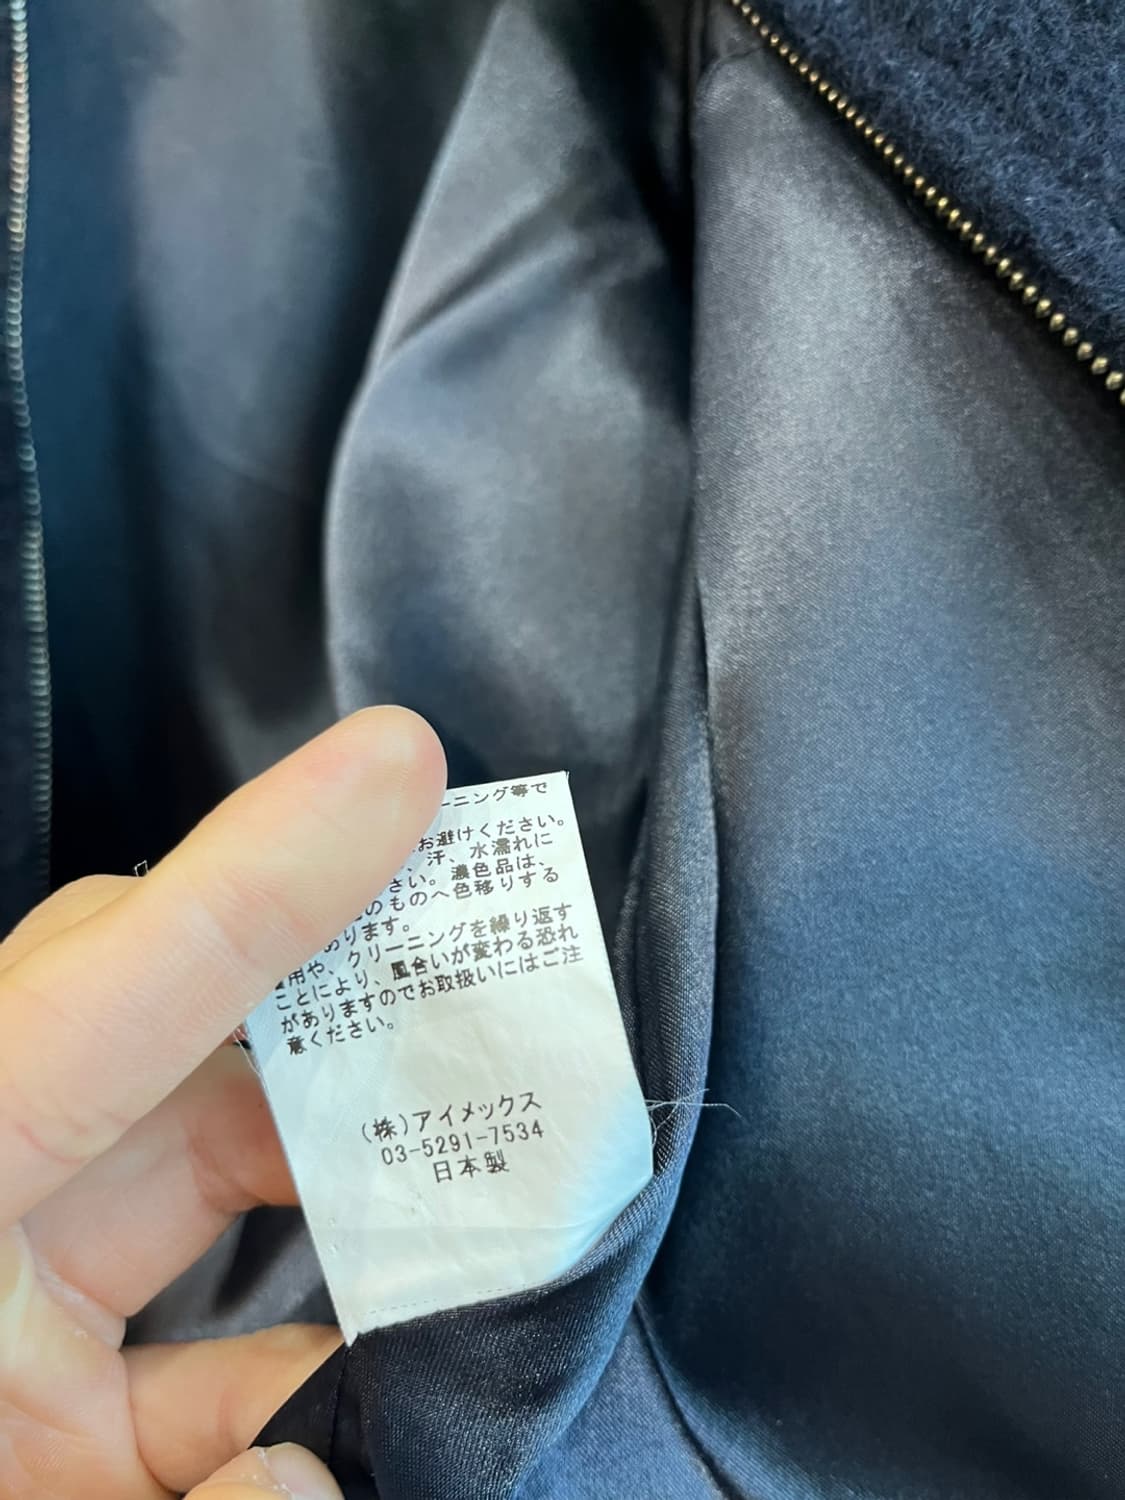 ーニング等で
お避けください。
、汗、水濡れに
さい。濃色品は、
のものへ色移りする
あります。
用や、クリーニングを繰り返す
ことにより、風合いが変わる恐れ
がありますのでお取扱いにはご注
意ください。
(株)アイメックス
03-5291-7534
日本製